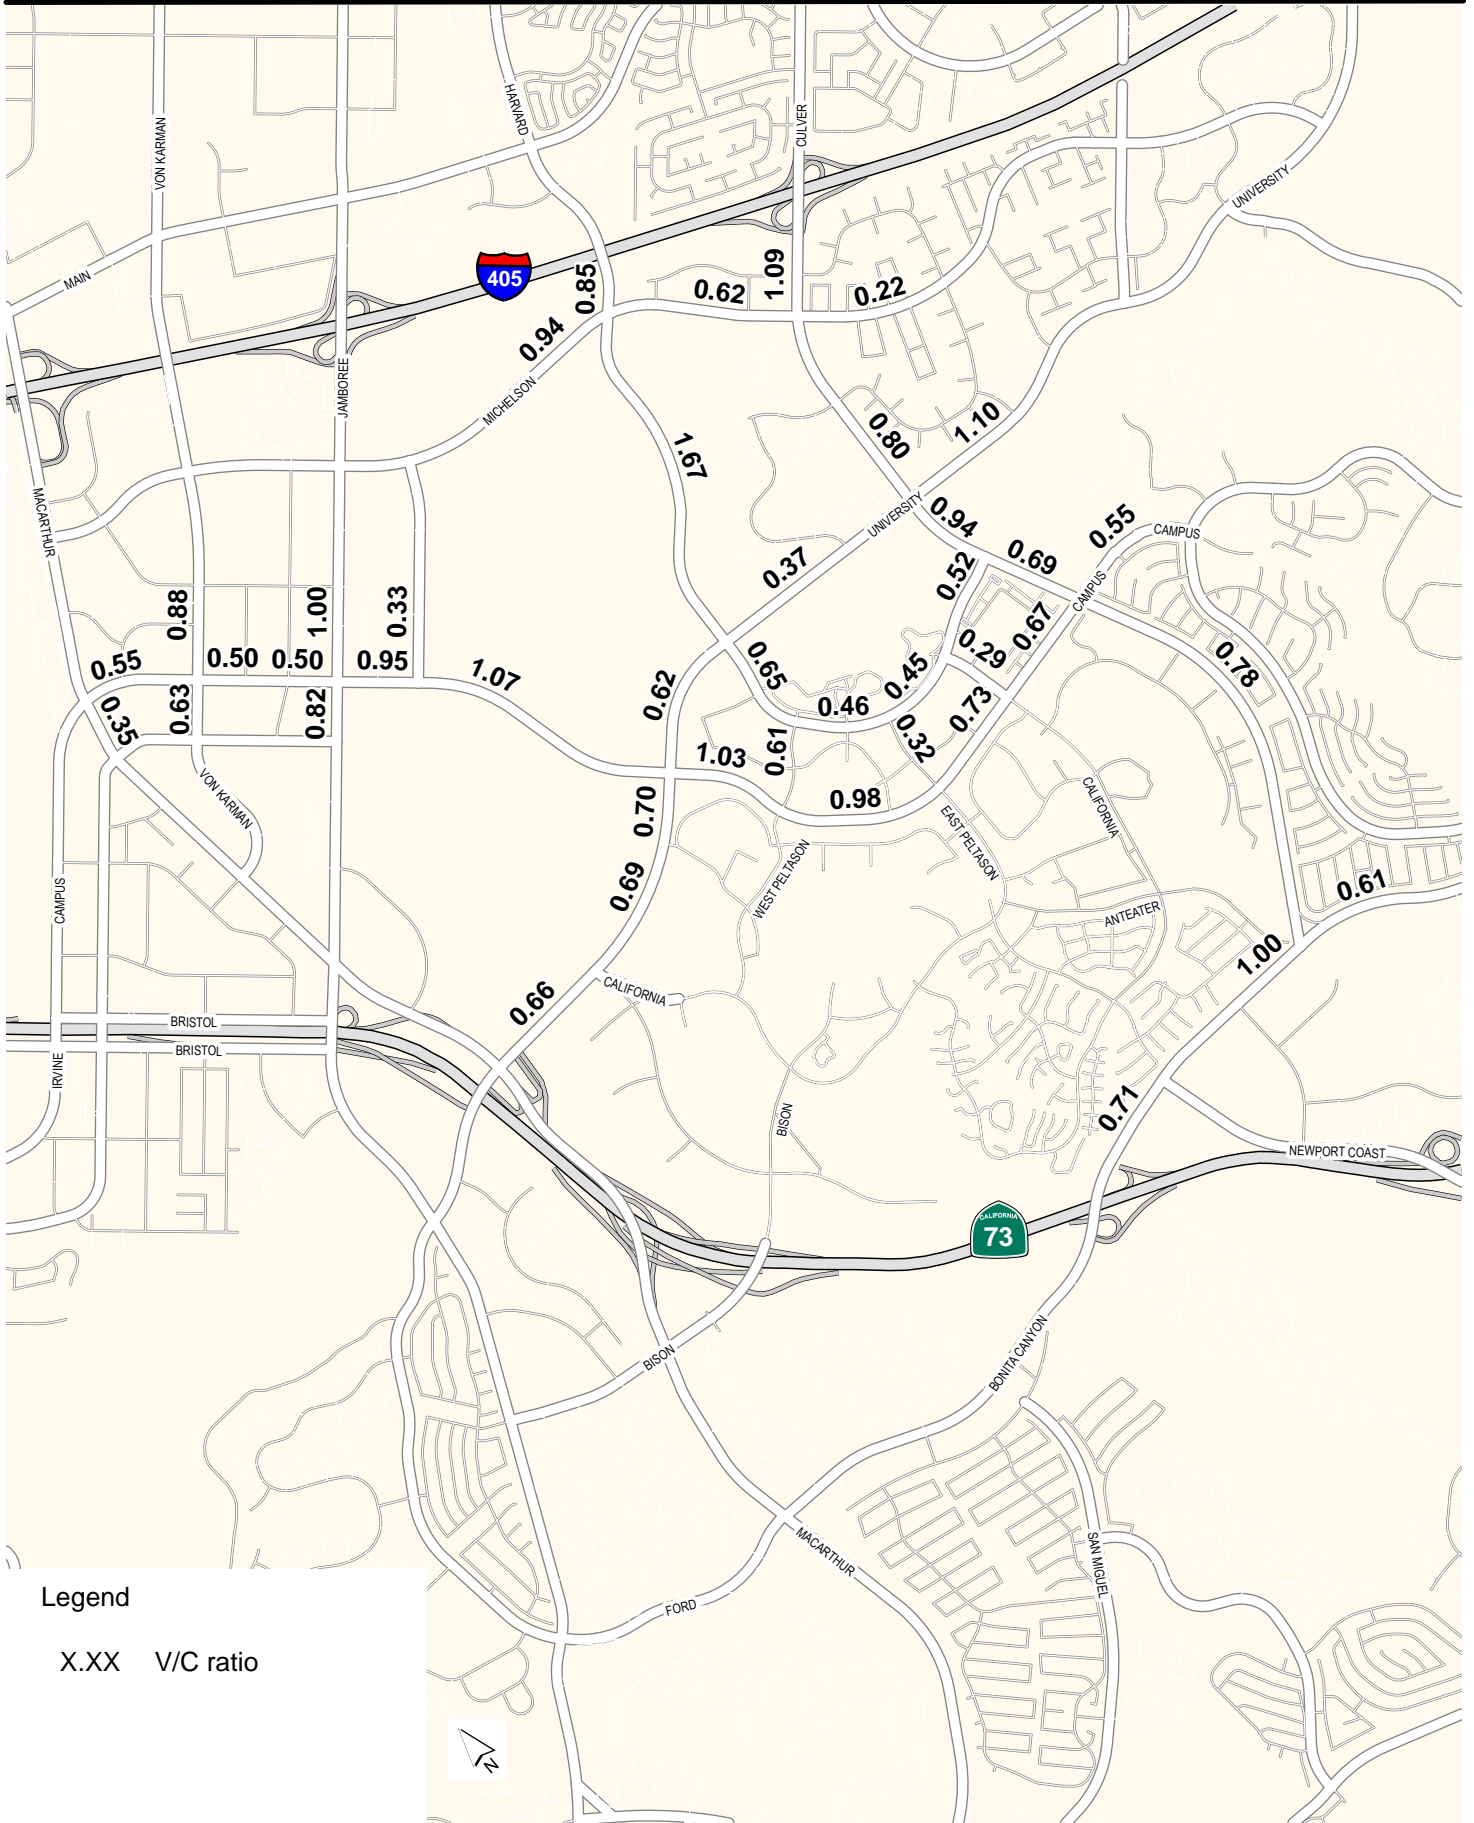 HARVARD
CULVER
VON KARMAN
UNIVERSITY
MAIN
405
0.85
1.09
0.62
0.22
0.94
JAMBOREE
MICHELSON
0.80
1.10
1.67
MACARTHUR
UNIVERSITY
0.94
0.55
CAMPUS
0.69
0.37
0.52
CAMPUS
0.88
1.00
0.33
0.67
0.29
0.55
0.50
0.50
0.95
1.07
0.65
0.45
0.78
0.62
0.63
0.82
0.35
0.46
0.73
0.32
0.61
1.03
VON KARMAN
0.98
0.70
CALIFORNIA
EAST PELTASON
0.69
WEST PELTASON
CAMPUS
0.61
ANTEATER
1.00
CALIFORNIA
0.66
BRISTOL
BRISTOL
IRVINE
BISON
0.71
NEWPORT COAST
CALIFORNIA
73
BONITA CANYON
BISON
MACARTHUR
SAN MIGUEL
FORD
Legend
X.XX V/C ratio
N